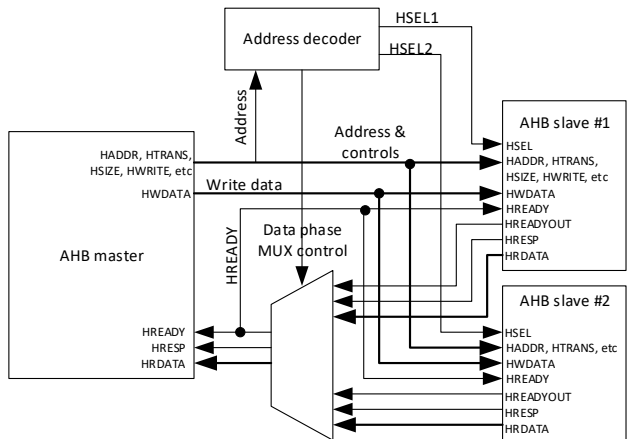 HSEL1
Address decoder
HSEL2
Address
Address &
controls
AHB slave #1
HSEL
HADDR, HTRANS,
HSIZE, HWRITE, etc
HWDATA
HREADY
HREADYOUT
HRESP
HRDATA
HADDR, HTRANS,
HSIZE, HWRITE, etc
HWDATA
Write data
AHB master
HREADY
Data phase
MUX control
HREADY
HRESP
HRDATA
AHB slave #2
HSEL
HADDR, HTRANS, etc
HWDATA
HREADY
HREADYOUT
HRESP
HRDATA